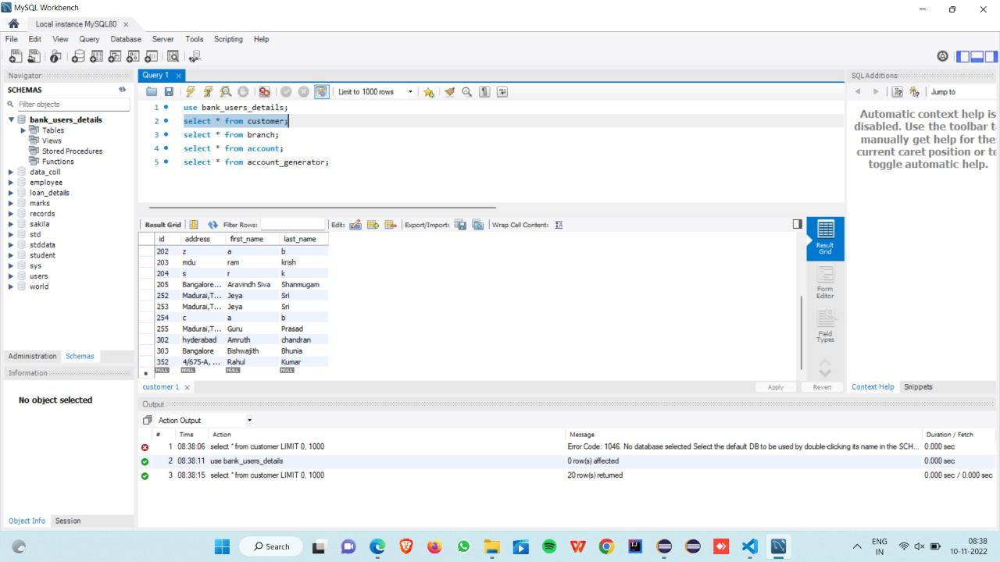 MySQL Workbench
Local instance MySQL80
File Edit View Query Database Server Tools Scripting Help
Navigator
SCHEMAS
Filter objects
bank_users_details
Tables
Views
Stored Procedures
Functions
data_coll
employee
loan_details
marks
records
sakila
std
stddata
student
sys
users
world
Administration Schemas
Information
No object selected
Object Info Session
Query 1
Limit to 1000 rows
1 use bank_users_details;
2 select * from customer;
3 select * from branch;
4 select * from account;
5 select * from account_generator;
Result Grid Filter Rows: Edit: Export/Import: Wrap Cell Content:
id address first_name last_name
202 z a b
203 mdu ram krish
204 s r k
205 Bangalore... Aravindh Siva Shanmugam
252 Madurai,T... Jeya Sri
253 Madurai,T... Jeya Sri
254 c a b
255 Madurai,T... Guru Prasad
302 hyderabad Amruth chandran
303 Bangalore Bishwajith Bhunia
352 4/675-A, ... Rahul Kumar
NULL NULL NULL NULL
Result Grid
Form Editor
Field Types
customer 1 Apply Revert
SQLAdditions
Jump to
Automatic context help is
disabled. Use the toolbar t
manually get help for the
current caret position or to
toggle automatic help.
Context Help Snippets
Output
Action Output
# Time Action Message Duration / Fetch
1 08:38:06 select * from customer LIMIT 0, 1000 Error Code: 1046. No database selected Select the default DB to be used by double-clicking its name in the SCH... 0.000 sec
2 08:38:11 use bank_users_details 0 row(s) affected 0.000 sec
3 08:38:15 select * from customer LIMIT 0, 1000 20 row(s) returned 0.000 sec / 0.000 sec
Search
ENG
IN
08:38
10-11-2022